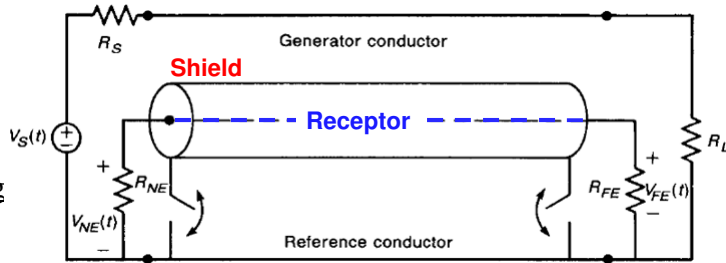 R_S
Generator conductor
Shield
Receptor
V_S(t)
+
−
R_L
+
R_NE
V_NE(t)
−
R_FE
+
V_FE(t)
−
Reference conductor